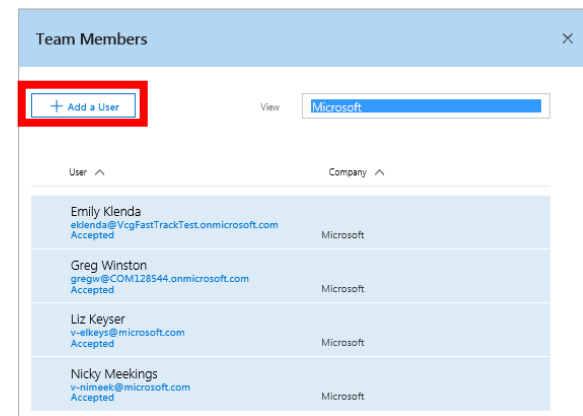 Team Members
+ Add a User
View
Microsoft
User
Company
Emily Klenda
eklenda@VcgFastTrackTest.onmicrosoft.com
Accepted
Microsoft
Greg Winston
gregw@COM128544.onmicrosoft.com
Accepted
Microsoft
Liz Keyser
v-elkeys@microsoft.com
Accepted
Microsoft
Nicky Meekings
v-nimeek@microsoft.com
Accepted
Microsoft